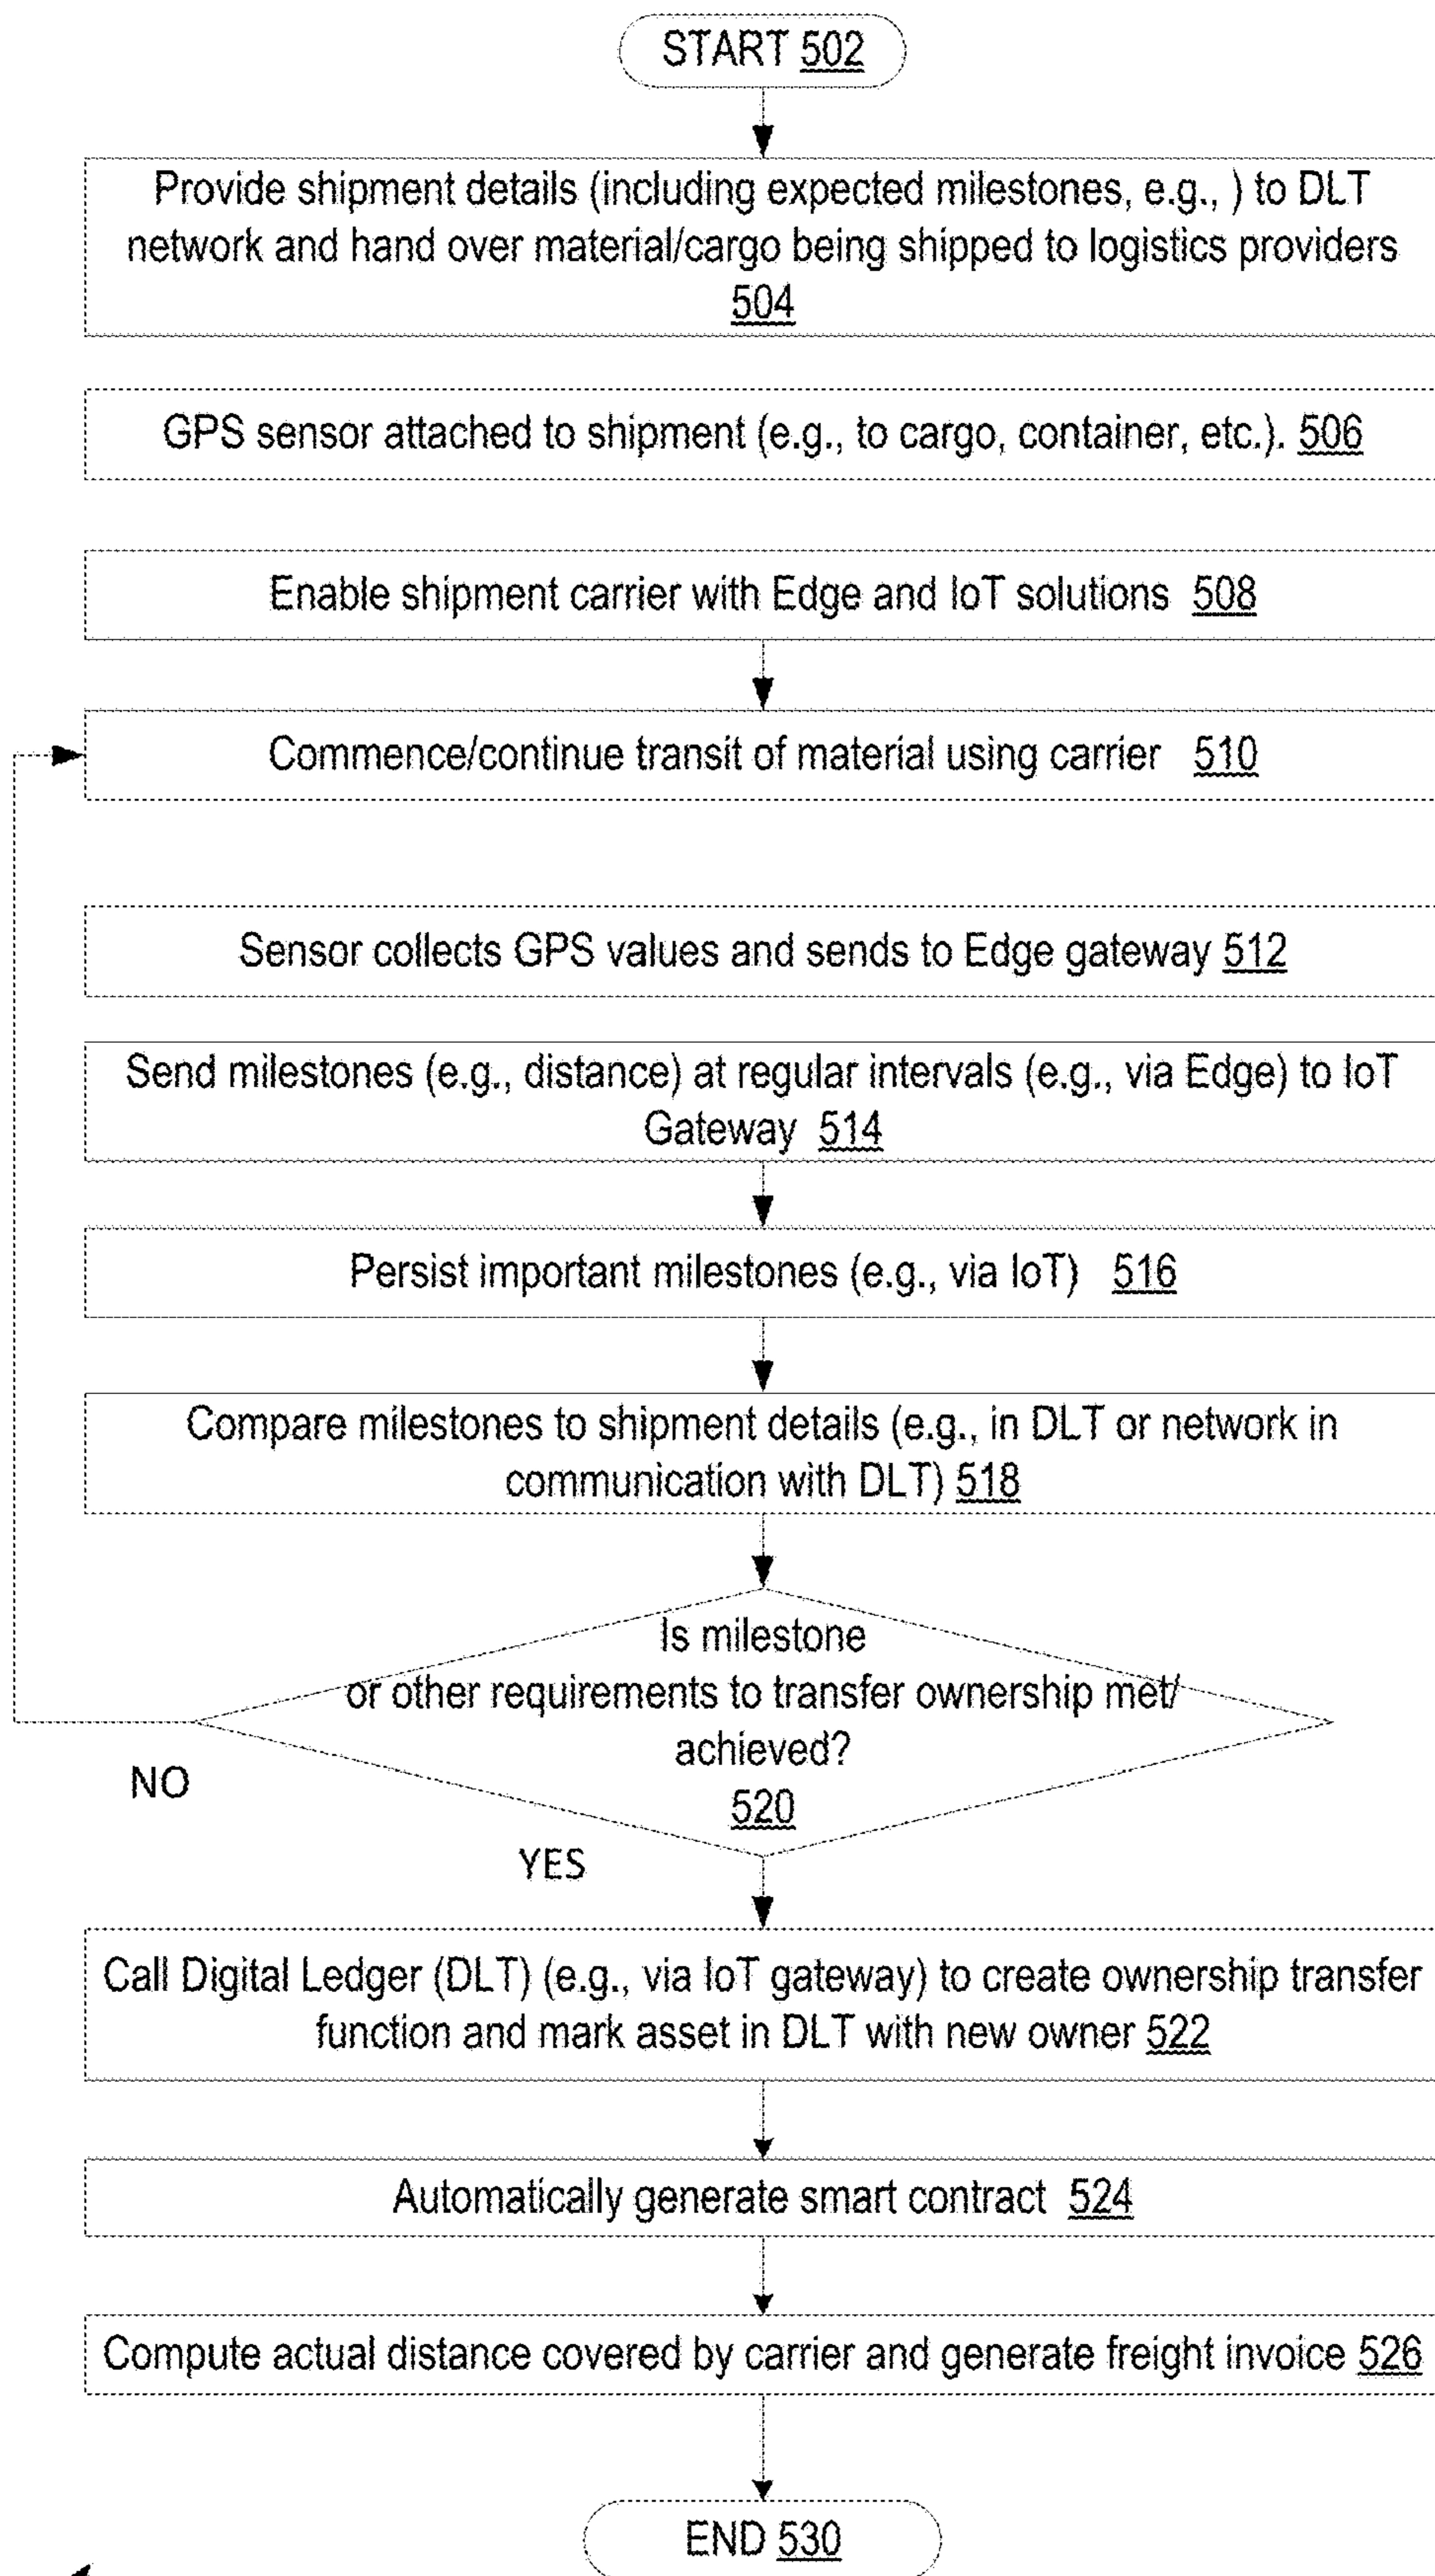 START 502
Provide shipment details (including expected milestones, e.g., ) to DLT
network and hand over material/cargo being shipped to logistics providers
504
GPS sensor attached to shipment (e.g., to cargo, container, etc.). 506
Enable shipment carrier with Edge and IoT solutions 508
Commence/continue transit of material using carrier 510
Sensor collects GPS values and sends to Edge gateway 512
Send milestones (e.g., distance) at regular intervals (e.g., via Edge) to IoT
Gateway 514
Persist important milestones (e.g., via IoT) 516
Compare milestones to shipment details (e.g., in DLT or network in
communication with DLT) 518
Is milestone
or other requirements to transfer ownership met/
achieved?
520
NO
YES
Call Digital Ledger (DLT) (e.g., via IoT gateway) to create ownership transfer
function and mark asset in DLT with new owner 522
Automatically generate smart contract 524
Compute actual distance covered by carrier and generate freight invoice 526
END 530